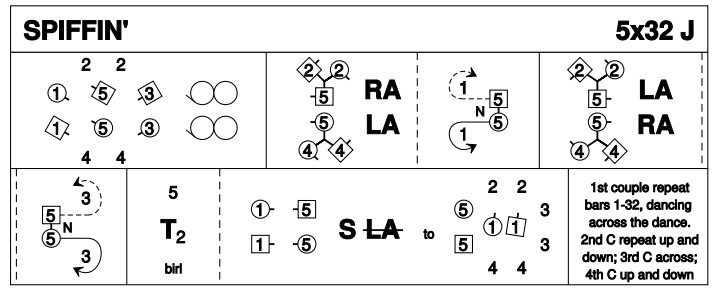 SPIFFIN' 5x32 J
2 2
1 5 3
1 5 3
4 4
2 2
5 RA
5 LA
4 4
1 5
N
1 5
2 2
5 LA
5 RA
4 4
3
5
N
5
3
5
T2
birl
1 5
1 5
S LA to
2 2
5 3
1 1
5 3
4 4
1st couple repeat
bars 1-32, dancing
across the dance.
2nd C repeat up and
down; 3rd C across;
4th C up and down